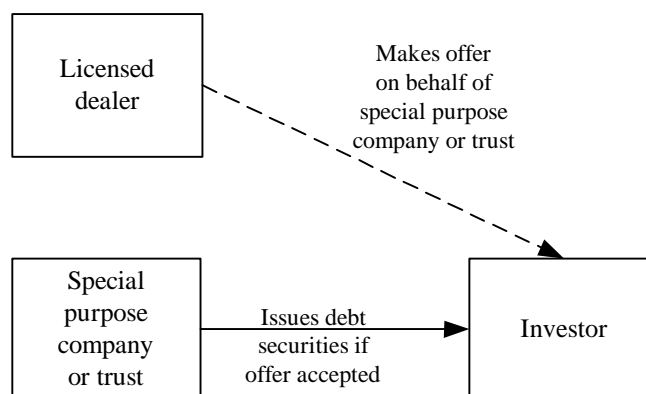 Licensed
dealer
Makes offer
on behalf of
special purpose
company or trust
Special
purpose
company
or trust
Issues debt
securities if
offer accepted
Investor